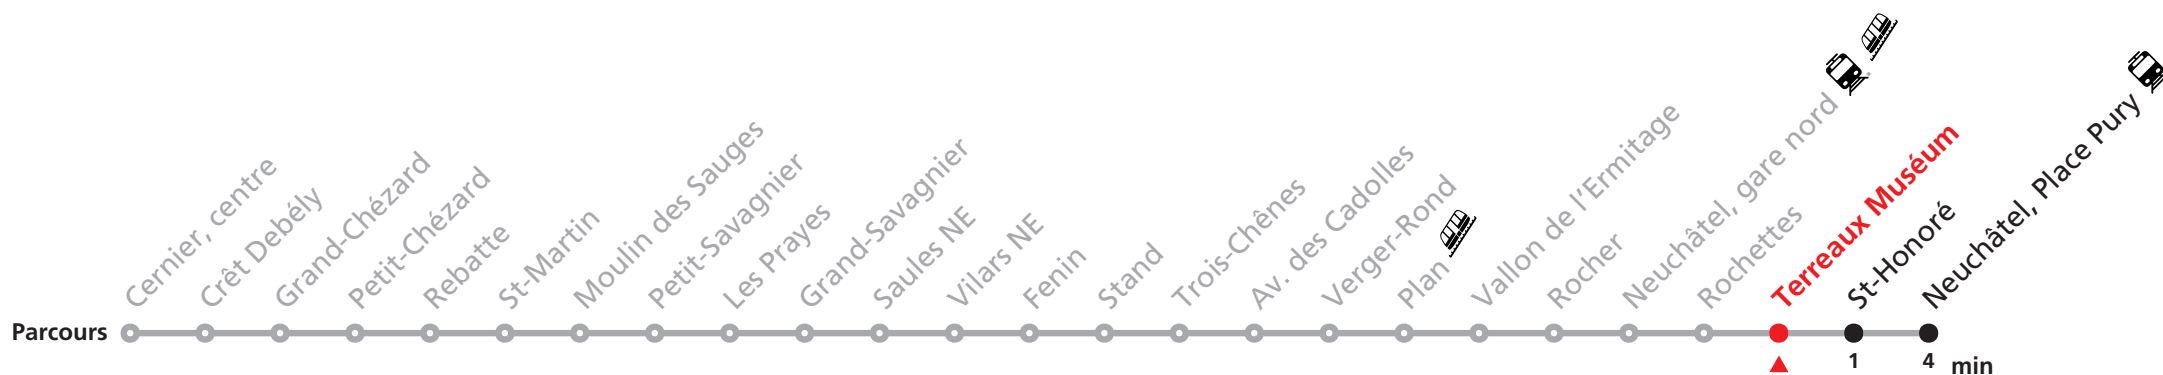 Cernier, centre
Crêt Debély
Grand-Chézard
Petit-Chézard
Rebatte
St-Martin
Moulin des Sauges
Petit-Savagnier
Les Prayes
Grand-Savagnier
Saules NE
Vilars NE
Fenin
Stand
Trois-Chênes
Av. des Cadolles
Verger-Rond
Plan
Vallon de l'Ermitage
Rocher
Neuchâtel, gare nord
Rochettes
Terreaux Muséum
St-Honoré
Neuchâtel, Place Pury
Parcours
1 4 min